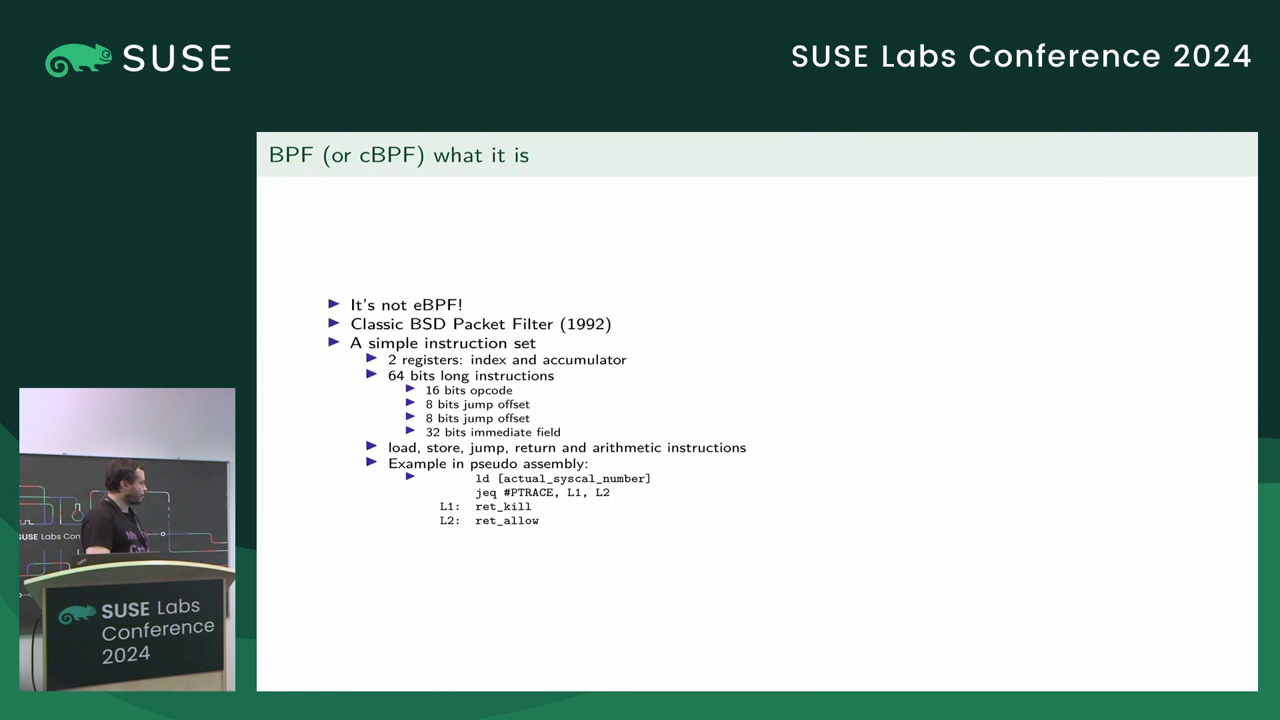 SUSE
SUSE Labs Conference 2024
BPF (or cBPF) what it is
It's not eBPF!
Classic BSD Packet Filter (1992)
A simple instruction set
2 registers: index and accumulator
64 bits long instructions
16 bits opcode
8 bits jump offset
8 bits jump offset
32 bits immediate field
load, store, jump, return and arithmetic instructions
Example in pseudo assembly:
ld [actual_syscal_number]
jeq #PTRACE, L1, L2
L1: ret_kill
L2: ret_allow
SUSE Labs Con
SUSE Labs
Conference
2024